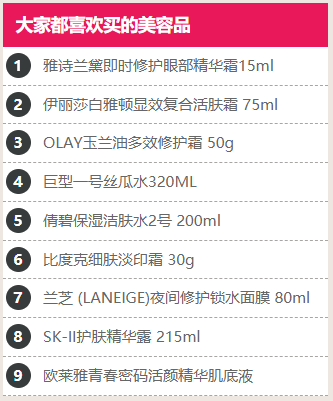 大家都喜欢买的美容品
1 雅诗兰黛即时修护眼部精华霜15ml
2 伊丽莎白雅顿显效复合活肤霜 75ml
3 OLAY玉兰油多效修护霜 50g
4 巨型一号丝瓜水320ML
5 倩碧保湿洁肤水2号 200ml
6 比度克细肤淡印霜 30g
7 兰芝 (LANEIGE)夜间修护锁水面膜 80ml
8 SK-II护肤精华露 215ml
9 欧莱雅青春密码活颜精华肌底液